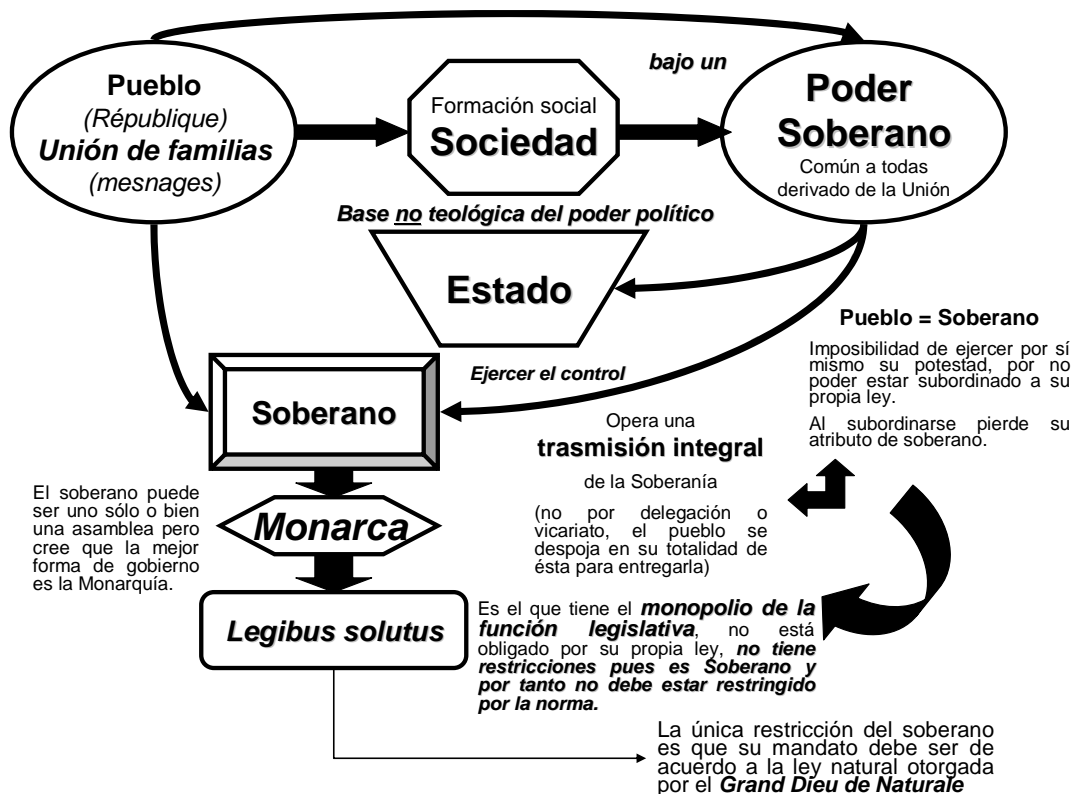 Pueblo
(République)
Unión de familias
(mesnages)
Formación social
Sociedad
bajo un
Poder
Soberano
Común a todas
derivado de la Unión
Base no teológica del poder político
Estado
Pueblo = Soberano
Imposibilidad de ejercer por sí
mismo su potestad, por no
poder estar subordinado a su
propia ley.
Al subordinarse pierde su
atributo de soberano.
Ejercer el control
Soberano
Opera una
trasmisión integral
de la Soberanía
(no por delegación o
vicariato, el pueblo se
despoja en su totalidad de
ésta para entregarla)
El soberano puede
ser uno sólo o bien
una asamblea pero
cree que la mejor
forma de gobierno
es la Monarquía.
Monarca
Legibus solutus
Es el que tiene el monopolio de la
función legislativa, no está
obligado por su propia ley, no tiene
restricciones pues es Soberano y
por tanto no debe estar restringido
por la norma.
La única restricción del soberano
es que su mandato debe ser de
acuerdo a la ley natural otorgada
por el Grand Dieu de Naturale